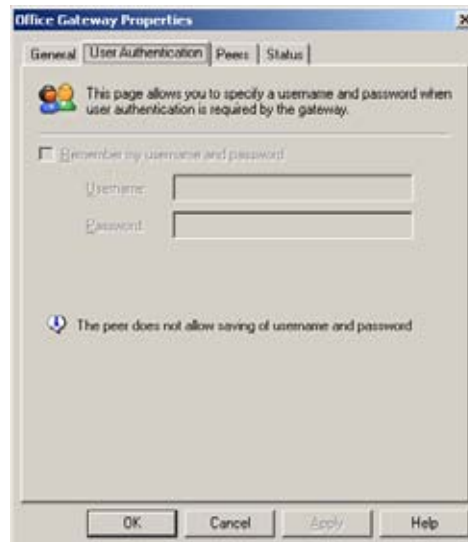 Office Gateway Properties
General User Authentication Peers Status
This page allows you to specify a username and password when
user authentication is required by the gateway.
Remember my username and password
Username:
Password:
The peer does not allow saving of username and password
OK Cancel Apply Help